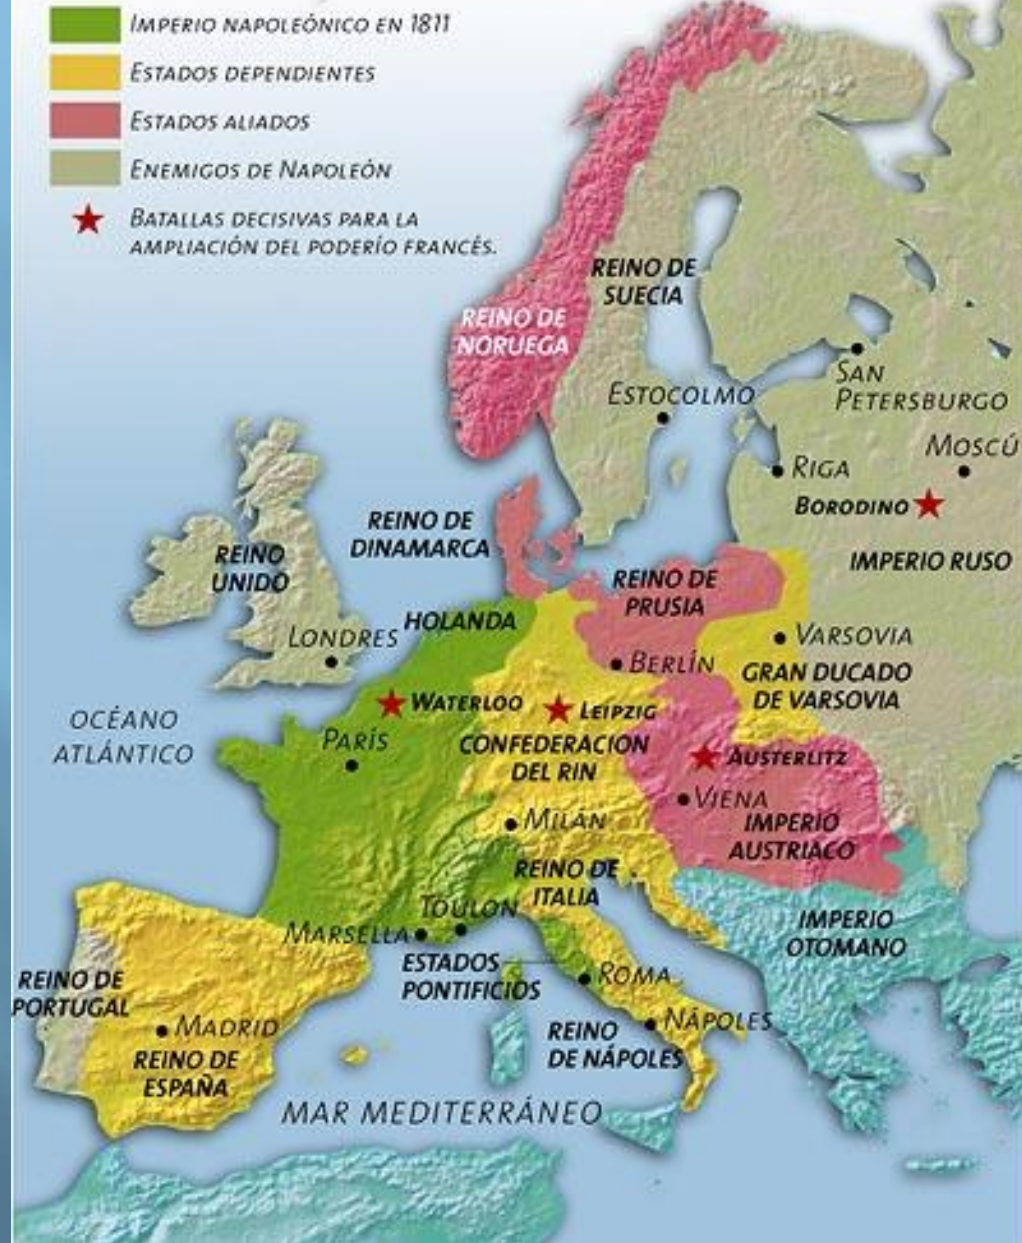 IMPERIO NAPOLEÓNICO EN 1811
ESTADOS DEPENDIENTES
ESTADOS ALIADOS
ENEMIGOS DE NAPOLEÓN
BATALLAS DECISIVAS PARA LA
AMPLIACIÓN DEL PODERÍO FRANCÉS.
REINO DE
SUECIA
REINO DE
NORUEGA
SAN
PETERSBURGO
ESTOCOLMO
MOSCÚ
RIGA
BORODINO
REINO DE
DINAMARCA
REINO
UNIDO
IMPERIO RUSO
REINO DE
PRUSIA
HOLANDA
LONDRES
VARSOVIA
BERLÍN
GRAN DUCADO
DE VARSOVIA
WATERLOO
LEIPZIG
OCÉANO
ATLÁNTICO
PARÍS
CONFEDERACION
DEL RIN
AUSTERLITZ
VIENA
MILÁN
IMPERIO
AUSTRIACO
REINO DE
ITALIA
TOULON
MARSELLA
IMPERIO
OTOMANO
ESTADOS
PONTIFICIOS
ROMA
REINO DE
PORTUGAL
MADRID
NÁPOLES
REINO
DE NÁPOLES
REINO DE
ESPAÑA
MAR MEDITERRÁNEO